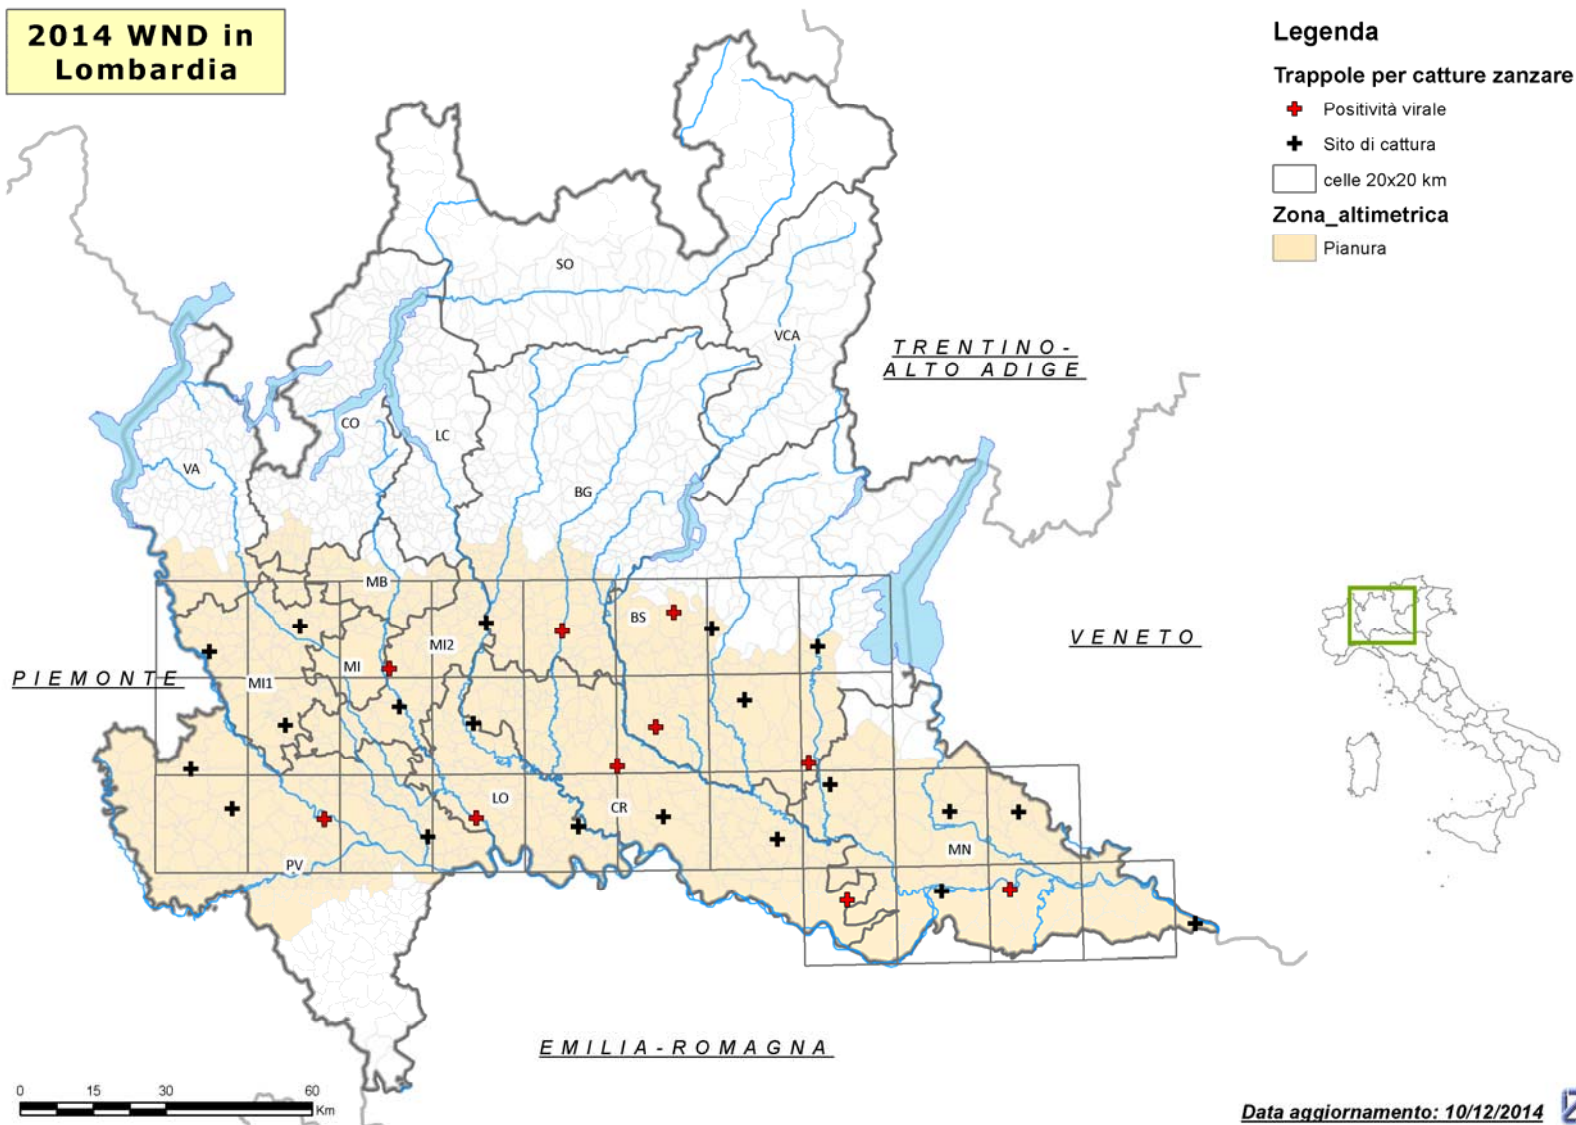 2014 WND in
Lombardia
Legenda
Trappole per catture zanzare
Positività virale
Sito di cattura
celle 20x20 km
Zona_altimetrica
Pianura
SO
VCA
TRENTINO-
ALTO ADIGE
CO
LC
VA
BG
MB
BS
MI2
VENETO
MI
PIEMONTE
MI1
LO
CR
MN
PV
EMILIA-ROMAGNA
0 15 30 60
Km
Data aggiornamento: 10/12/2014